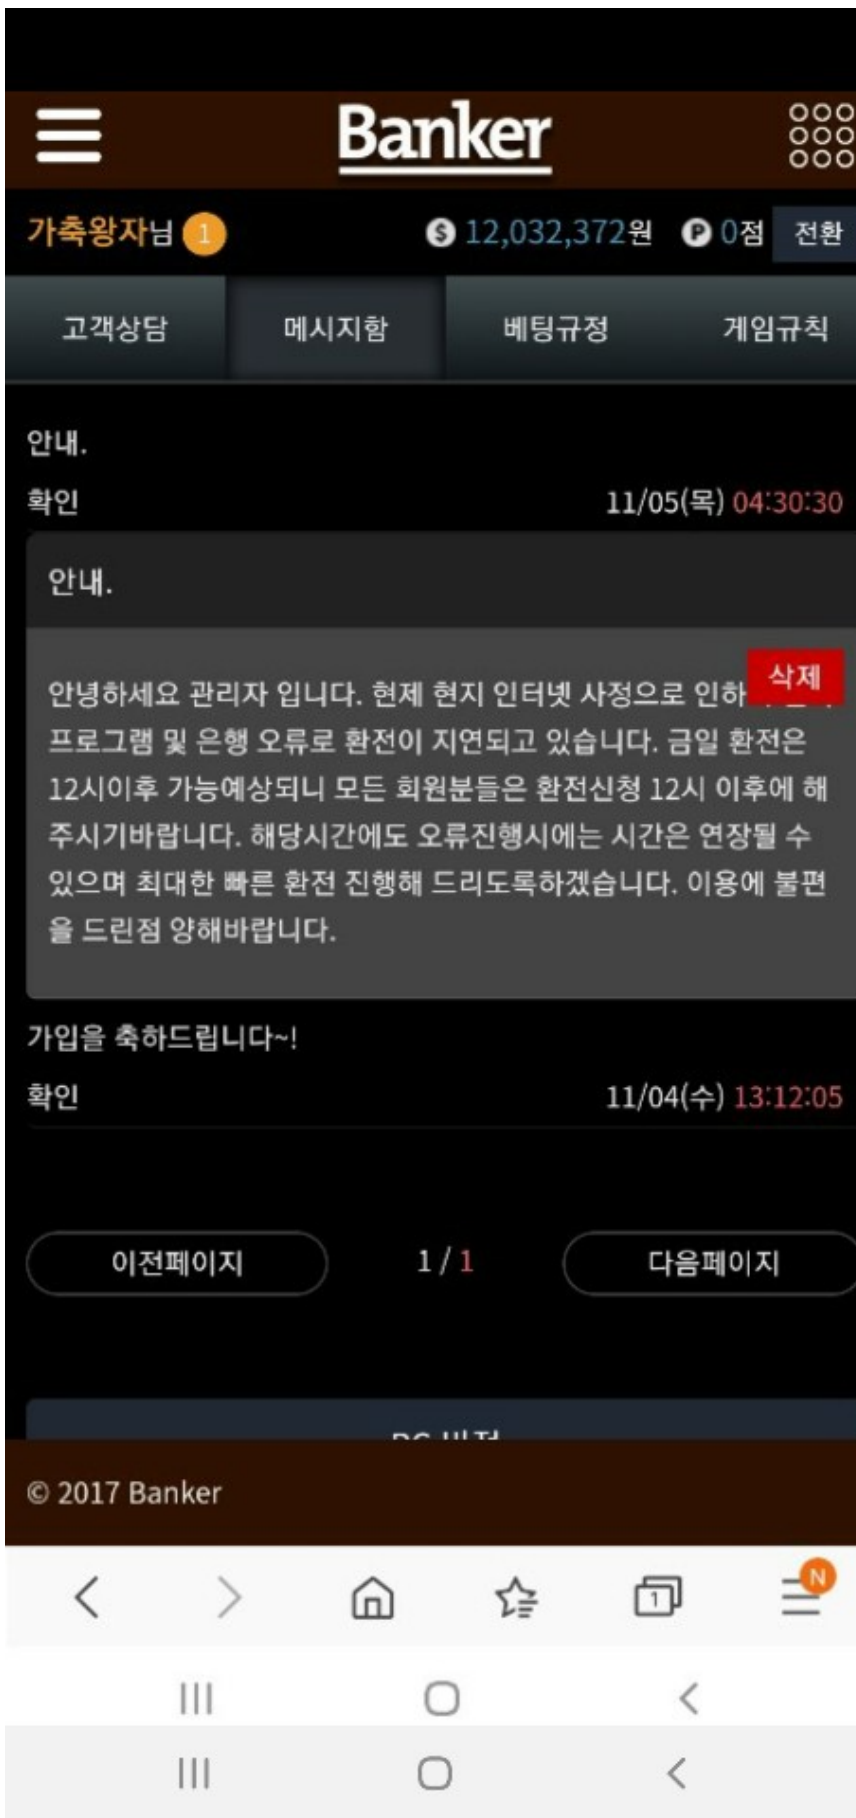 Banker
가축왕자님 1 12,032,372원 P 0점 전환
고객상담 메시지함 베팅규정 게임규칙
안내.
확인 11/05(목) 04:30:30
안내.
삭제
안녕하세요 관리자 입니다. 현제 현지 인터넷 사정으로 인하
프로그램 및 은행 오류로 환전이 지연되고 있습니다. 금일 환전은
12시이후 가능예상되니 모든 회원분들은 환전신청 12시 이후에 해
주시기바랍니다. 해당시간에도 오류진행시에는 시간은 연장될 수
있으며 최대한 빠른 환전 진행해 드리도록하겠습니다. 이용에 불편
을 드린점 양해바랍니다.
가입을 축하드립니다~!
확인 11/04(수) 13:12:05
이전페이지 1 / 1 다음페이지
© 2017 Banker
1 N